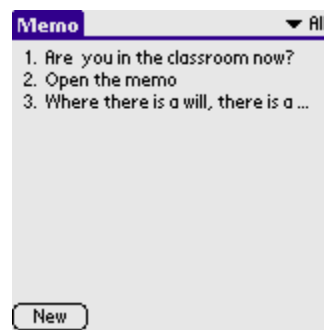 Memo
All
1. Are you in the classroom now?
2. Open the memo
3. Where there is a will, there is a ...
New